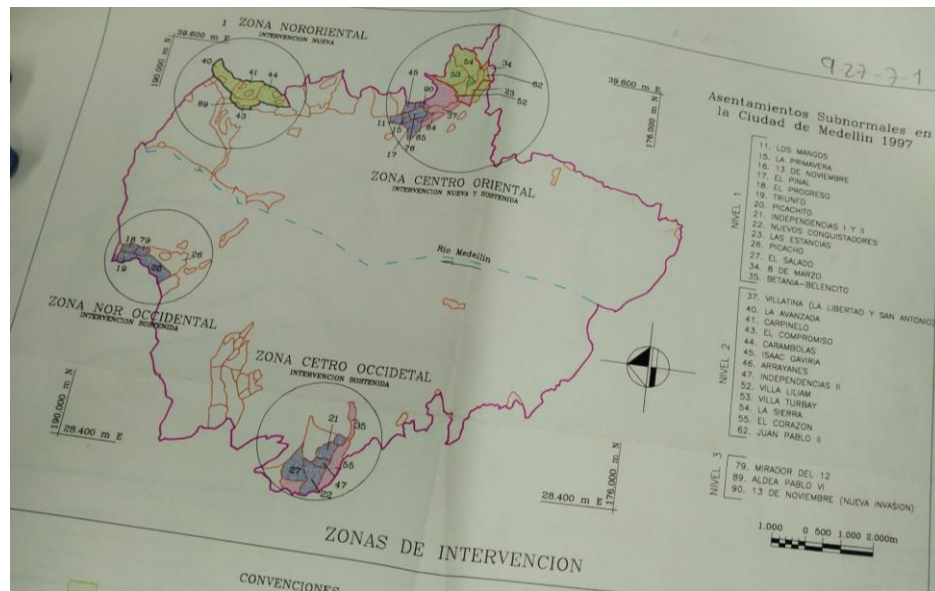 1 ZONA NORORIENTAL
INTERVENCION NUEVA
39.600 m E
190.000 m N
40
41
44
89
43
45
90
54
53
34
62
23
52
37
84
11
15
85
76
17
ZONA CENTRO ORIENTAL
INTERVENCION NUEVA Y SOSTENIDA
39.600 m E
176.000 m N
9-27-7-1
Asentamientos Subnormales en
la Ciudad de Medellin 1997
NIVEL 1
11. LOS MANGOS
15. LA PRIMAVERA
16. 13 DE NOVIEMBRE
17. EL PINAL
18. EL PROGRESO
19. TRIUNFO
20. PICACHITO
21. INDEPENDENCIAS I Y II
22. NUEVOS CONQUISTADORES
23. LAS ESTANCIAS
26. PICACHO
27. EL SALADO
34. 8 DE MARZO
35. BETANIA-BELENCITO
NIVEL 2
37. VILLATINA (LA LIBERTAD Y SAN ANTONIO)
40. LA AVANZADA
41. CARPINELO
43. EL COMPROMISO
44. CARAMBOLAS
45. ISAAC GAVIRIA
46. ARRAYANES
47. INDEPENDENCIAS II
52. VILLA LILIAM
53. VILLA TURBAY
54. LA SIERRA
55. EL CORAZON
62. JUAN PABLO II
NIVEL 3
79. MIRADOR DEL 12
89. ALDEA PABLO VI
90. 13 DE NOVIEMBRE (NUEVA INVASION)
Rio Medellin
18 79
26
19
ZONA NOR OCCIDENTAL
INTERVENCION SOSTENIDA
ZONA CETRO OCCIDETAL
INTERVENCION SOSTENIDA
21
35
27
55
47
22
190.000 m N
28.400 m E
28.400 m E
176.000 m N
1.000 0 500 1.000 2.000m
ZONAS DE INTERVENCION
CONVENCIONES